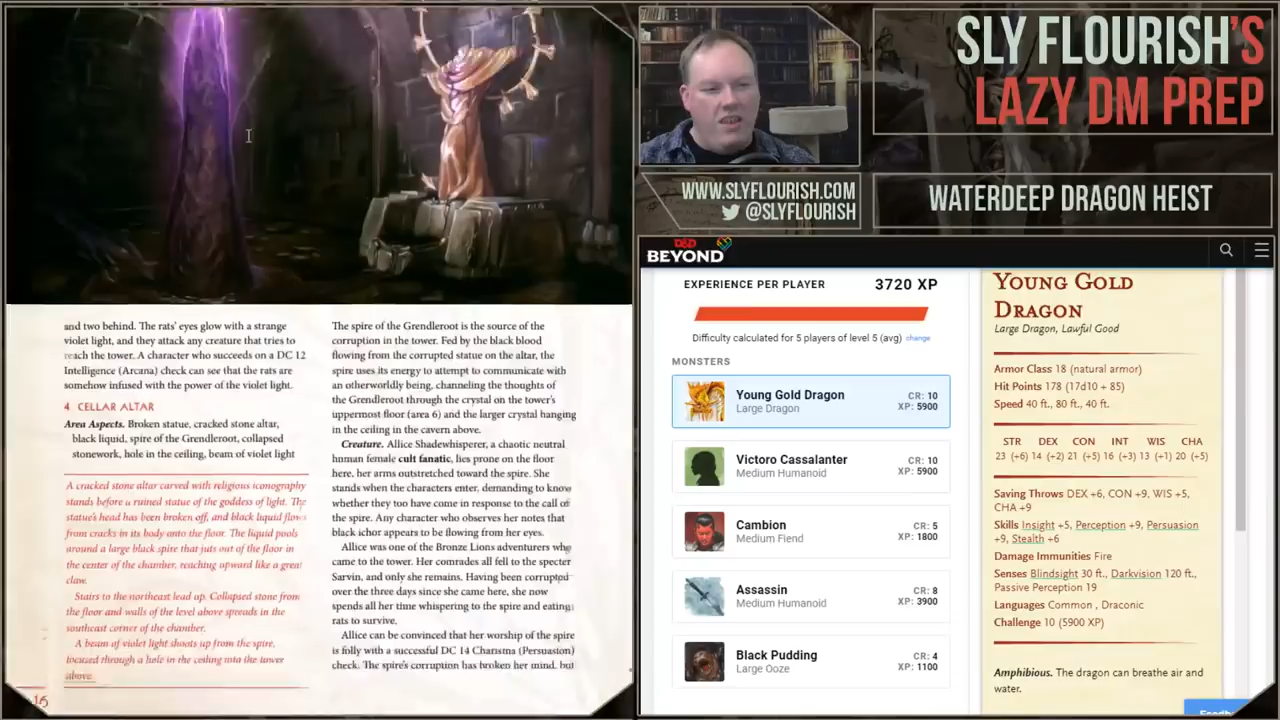 and two behind. The rats' eyes glow with a strange
violet light, and they attack any creature that tries to
reach the tower. A character who succeeds on a DC 12
Intelligence (Arcana) check can see that the rats are
somehow infused with the power of the violet light.
4 CELLAR ALTAR
Area Aspects. Broken statue, cracked stone altar,
black liquid, spire of the Grendleroot, collapsed
stonework, hole in the ceiling, beam of violet light
A cracked stone altar carved with religious iconography
stands before a ruined statue of the goddess of light. The
statue's head has been broken off, and black liquid flows
from cracks in its body onto the floor. The liquid pools
around a large black spire that juts out of the floor in
the center of the chamber, reaching upward like a great
claw.
Stairs to the northeast lead up. Collapsed stone from
the floor and walls of the level above spreads in the
southeast corner of the chamber.
A beam of violet light shoots up from the spire,
focused through a hole in the ceiling into the tower
above.
16
The spire of the Grendleroot is the source of the
corruption in the tower. Fed by the black blood
flowing from the corrupted statue on the altar, the
spire uses its energy to attempt to communicate with
an otherworldly being, channeling the thoughts of
the Grendleroot through the crystal on the tower's
uppermost floor (area 6) and the larger crystal hanging
in the ceiling in the cavern above.
Creature. Allice Shadewhisperer, a chaotic neutral
human female cult fanatic, lies prone on the floor
here, her arms outstretched toward the spire. She
stands when the characters enter, demanding to know
whether they too have come in response to the call of
the spire. Any character who observes her notes that
black ichor appears to be flowing from her eyes.
Allice was one of the Bronze Lions adventurers who
came to the tower. Her comrades all fell to the specter
Sarvin, and only she remains. Having been corrupted
over the three days since she came here, she now
spends all her time whispering to the spire and eating
rats to survive.
Allice can be convinced that her worship of the spire
is folly with a successful DC 14 Charisma (Persuasion)
check. The spire's corruption has broken her mind, but
SLY FLOURISH'S
LAZY DM PREP
WWW.SLYFLOURISH.COM
@SLYFLOURISH
WATERDEEP DRAGON HEIST
D&D
BEYOND
EXPERIENCE PER PLAYER 3720 XP
Difficulty calculated for 5 players of level 5 (avg) change
MONSTERS
Young Gold Dragon CR: 10
Large Dragon XP: 5900
Victoro Cassalanter CR: 10
Medium Humanoid XP: 5900
Cambion CR: 5
Medium Fiend XP: 1800
Assassin CR: 8
Medium Humanoid XP: 3900
Black Pudding CR: 4
Large Ooze XP: 1100
YOUNG GOLD
DRAGON
Large Dragon, Lawful Good
Armor Class 18 (natural armor)
Hit Points 178 (17d10 + 85)
Speed 40 ft., 80 ft., 40 ft.
STR DEX CON INT WIS CHA
23 (+6) 14 (+2) 21 (+5) 16 (+3) 13 (+1) 20 (+5)
Saving Throws DEX +6, CON +9, WIS +5,
CHA +9
Skills Insight +5, Perception +9, Persuasion
+9, Stealth +6
Damage Immunities Fire
Senses Blindsight 30 ft., Darkvision 120 ft.,
Passive Perception 19
Languages Common , Draconic
Challenge 10 (5900 XP)
Amphibious. The dragon can breathe air and
water.